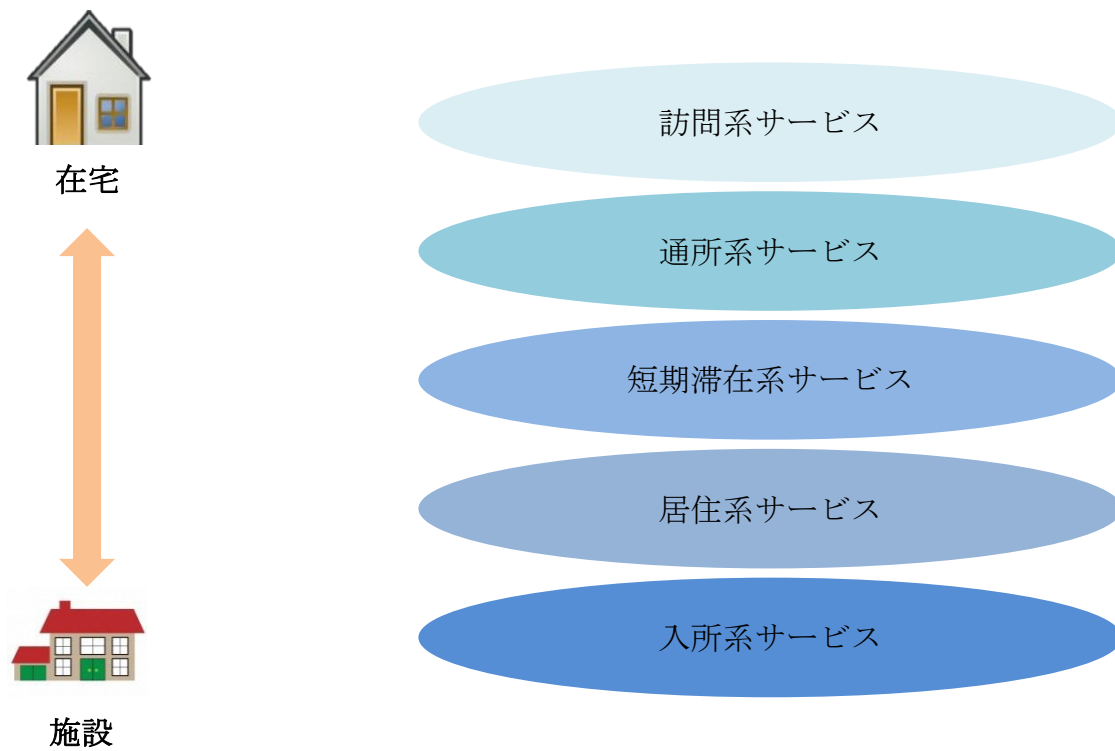 在宅
訪問系サービス
通所系サービス
短期滞在系サービス
居住系サービス
入所系サービス
施設